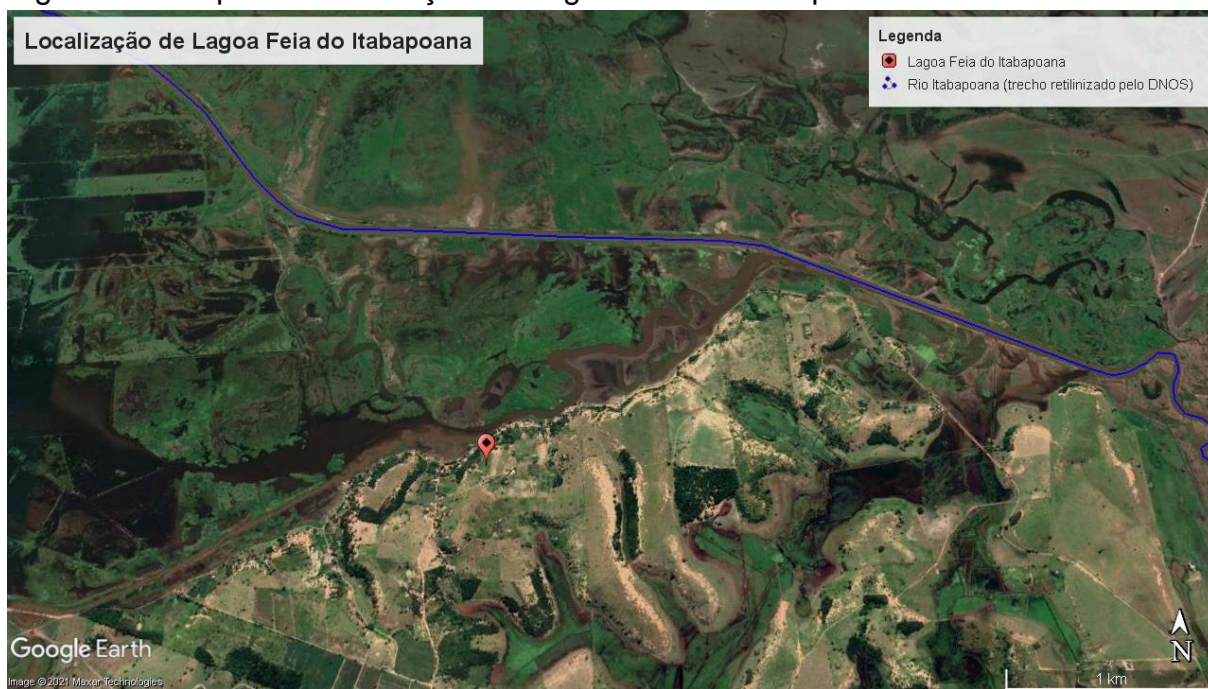 Localização de Lagoa Feia do Itabapoana
Legenda
Lagoa Feia do Itabapoana
Rio Itabapoana (trecho retilinizado pelo DNOS)
Google Earth
Image © 2021 Maxar Technologies
N
1 km